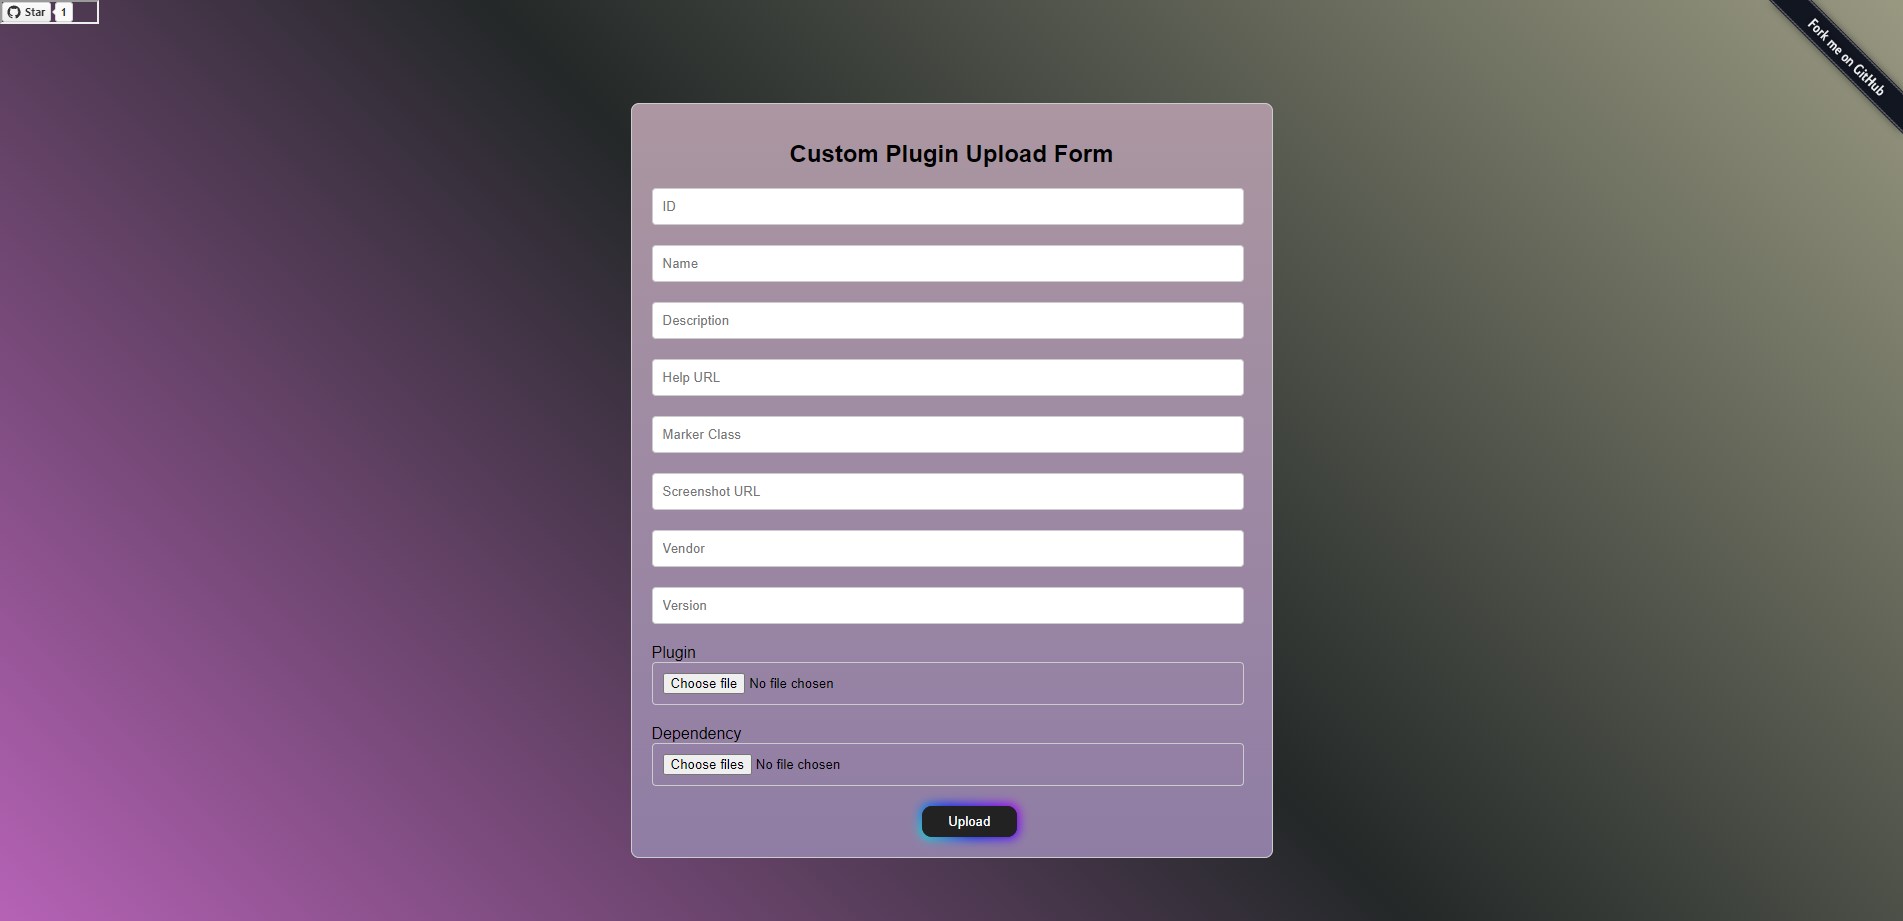 Star 1
Fork me on GitHub
Custom Plugin Upload Form
ID
Name
Description
Help URL
Marker Class
Screenshot URL
Vendor
Version
Plugin
Choose file No file chosen
Dependency
Choose files No file chosen
Upload